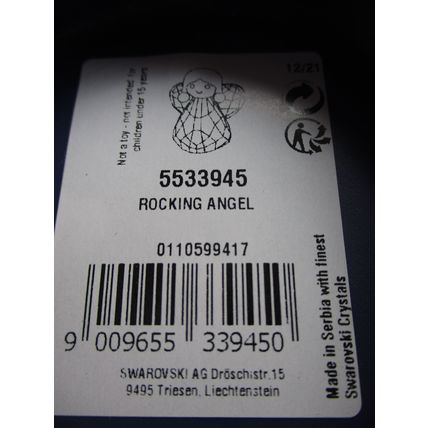 Not a toy - not intended for
children under 15 years
12/21
5533945
ROCKING ANGEL
0110599417
9 009655 339450
SWAROVSKI AG Dröschistr.15
9495 Triesen, Liechtenstein
Made in Serbia with finest
Swarovski Crystals